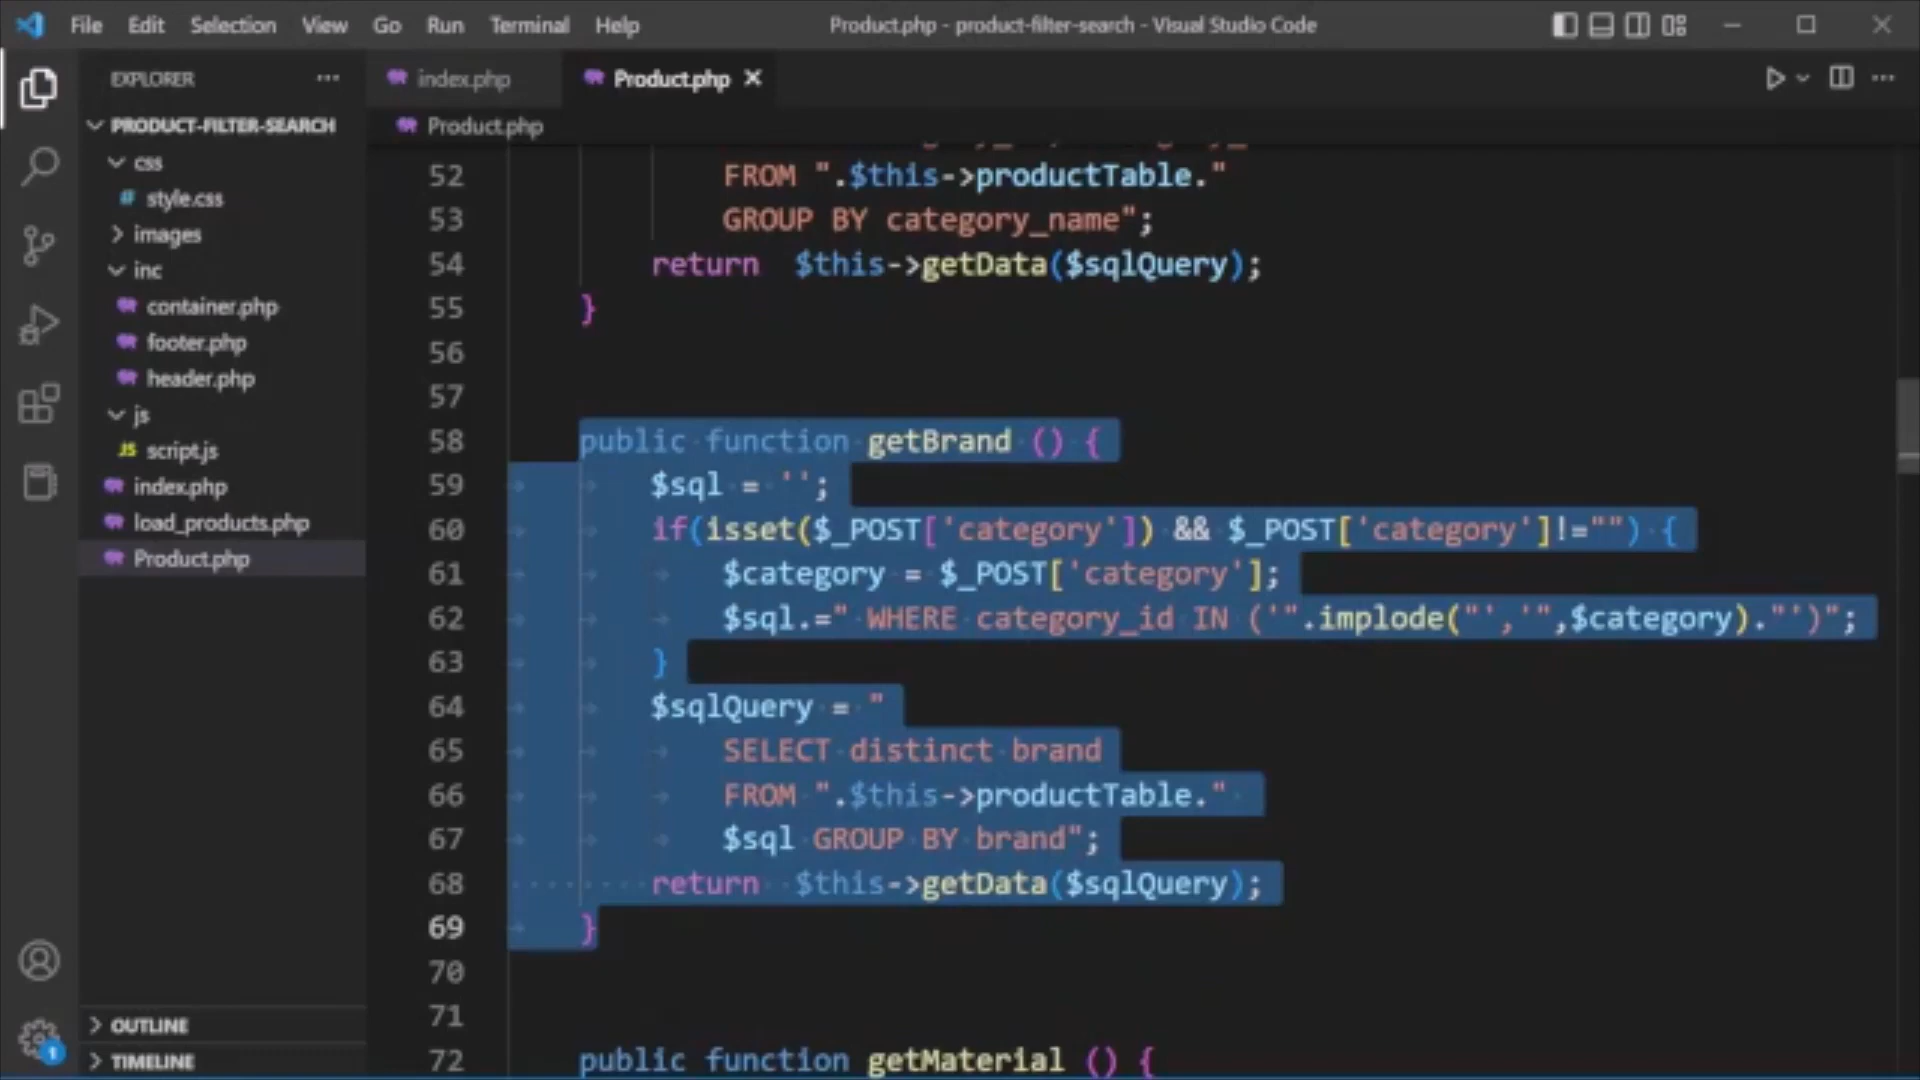 File Edit Selection View Go Run Terminal Help
Product.php - product-filter-search - Visual Studio Code
EXPLORER
PRODUCT-FILTER-SEARCH
css
style.css
images
inc
container.php
footer.php
header.php
js
JS script.js
index.php
load_products.php
Product.php
OUTLINE
TIMELINE
1
index.php
Product.php
Product.php
52 FROM ".$this->productTable."
53 GROUP BY category_name";
54 return  $this->getData($sqlQuery);
55 }
56
57
58 public function getBrand () {
59 $sql = '';
60 if(isset($_POST['category']) && $_POST['category']!="") {
61 $category = $_POST['category'];
62 $sql.=" WHERE category_id IN ('".implode("','",$category)."')";
63 }
64 $sqlQuery = "
65 SELECT distinct brand
66 FROM ".$this->productTable."
67 $sql GROUP BY brand";
68 return  $this->getData($sqlQuery);
69 }
70
71
72 public function getMaterial () {